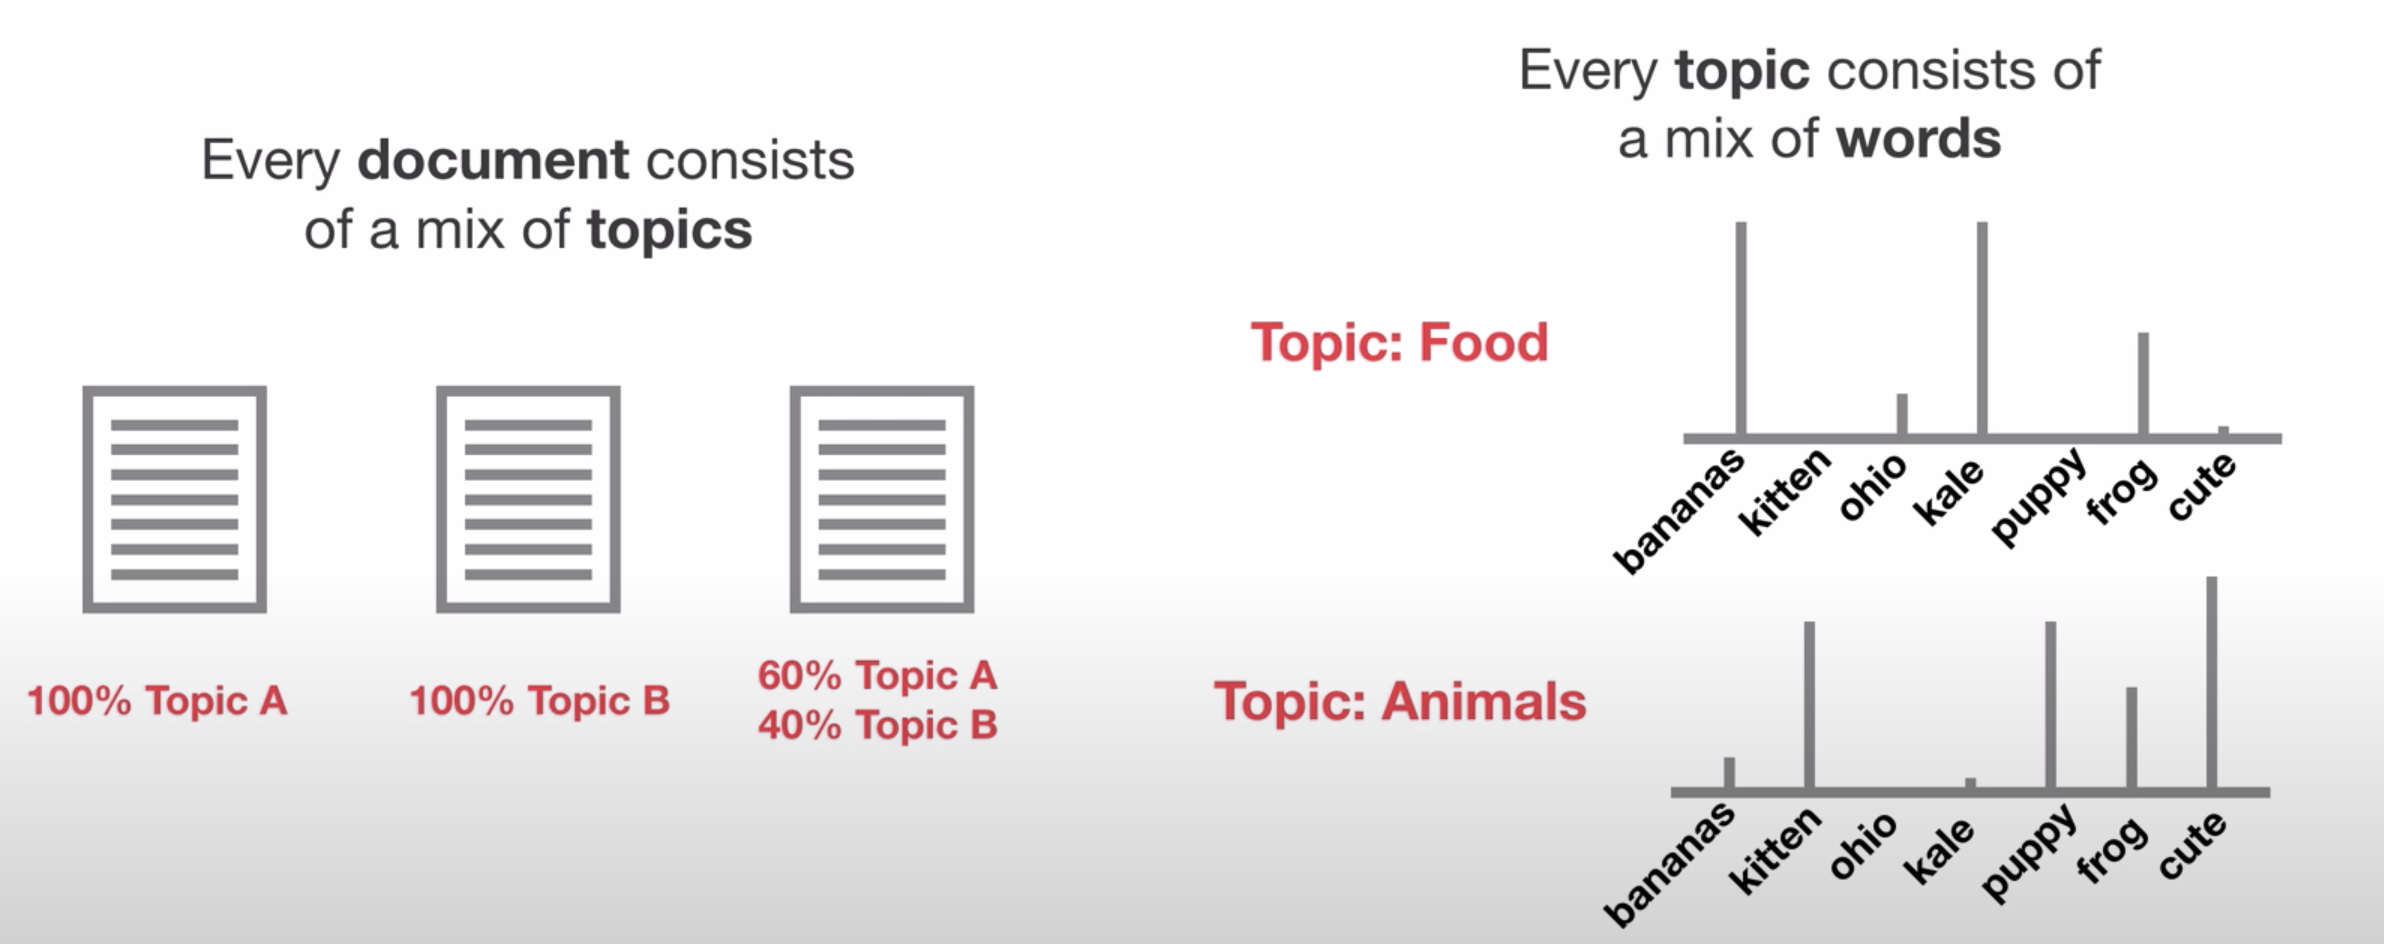 Every document consists
of a mix of topics
100% Topic A
100% Topic B
60% Topic A
40% Topic B
Every topic consists of
a mix of words
Topic: Food
bananas
kitten
ohio
kale
puppy
frog
cute
Topic: Animals
bananas
kitten
ohio
kale
puppy
frog
cute